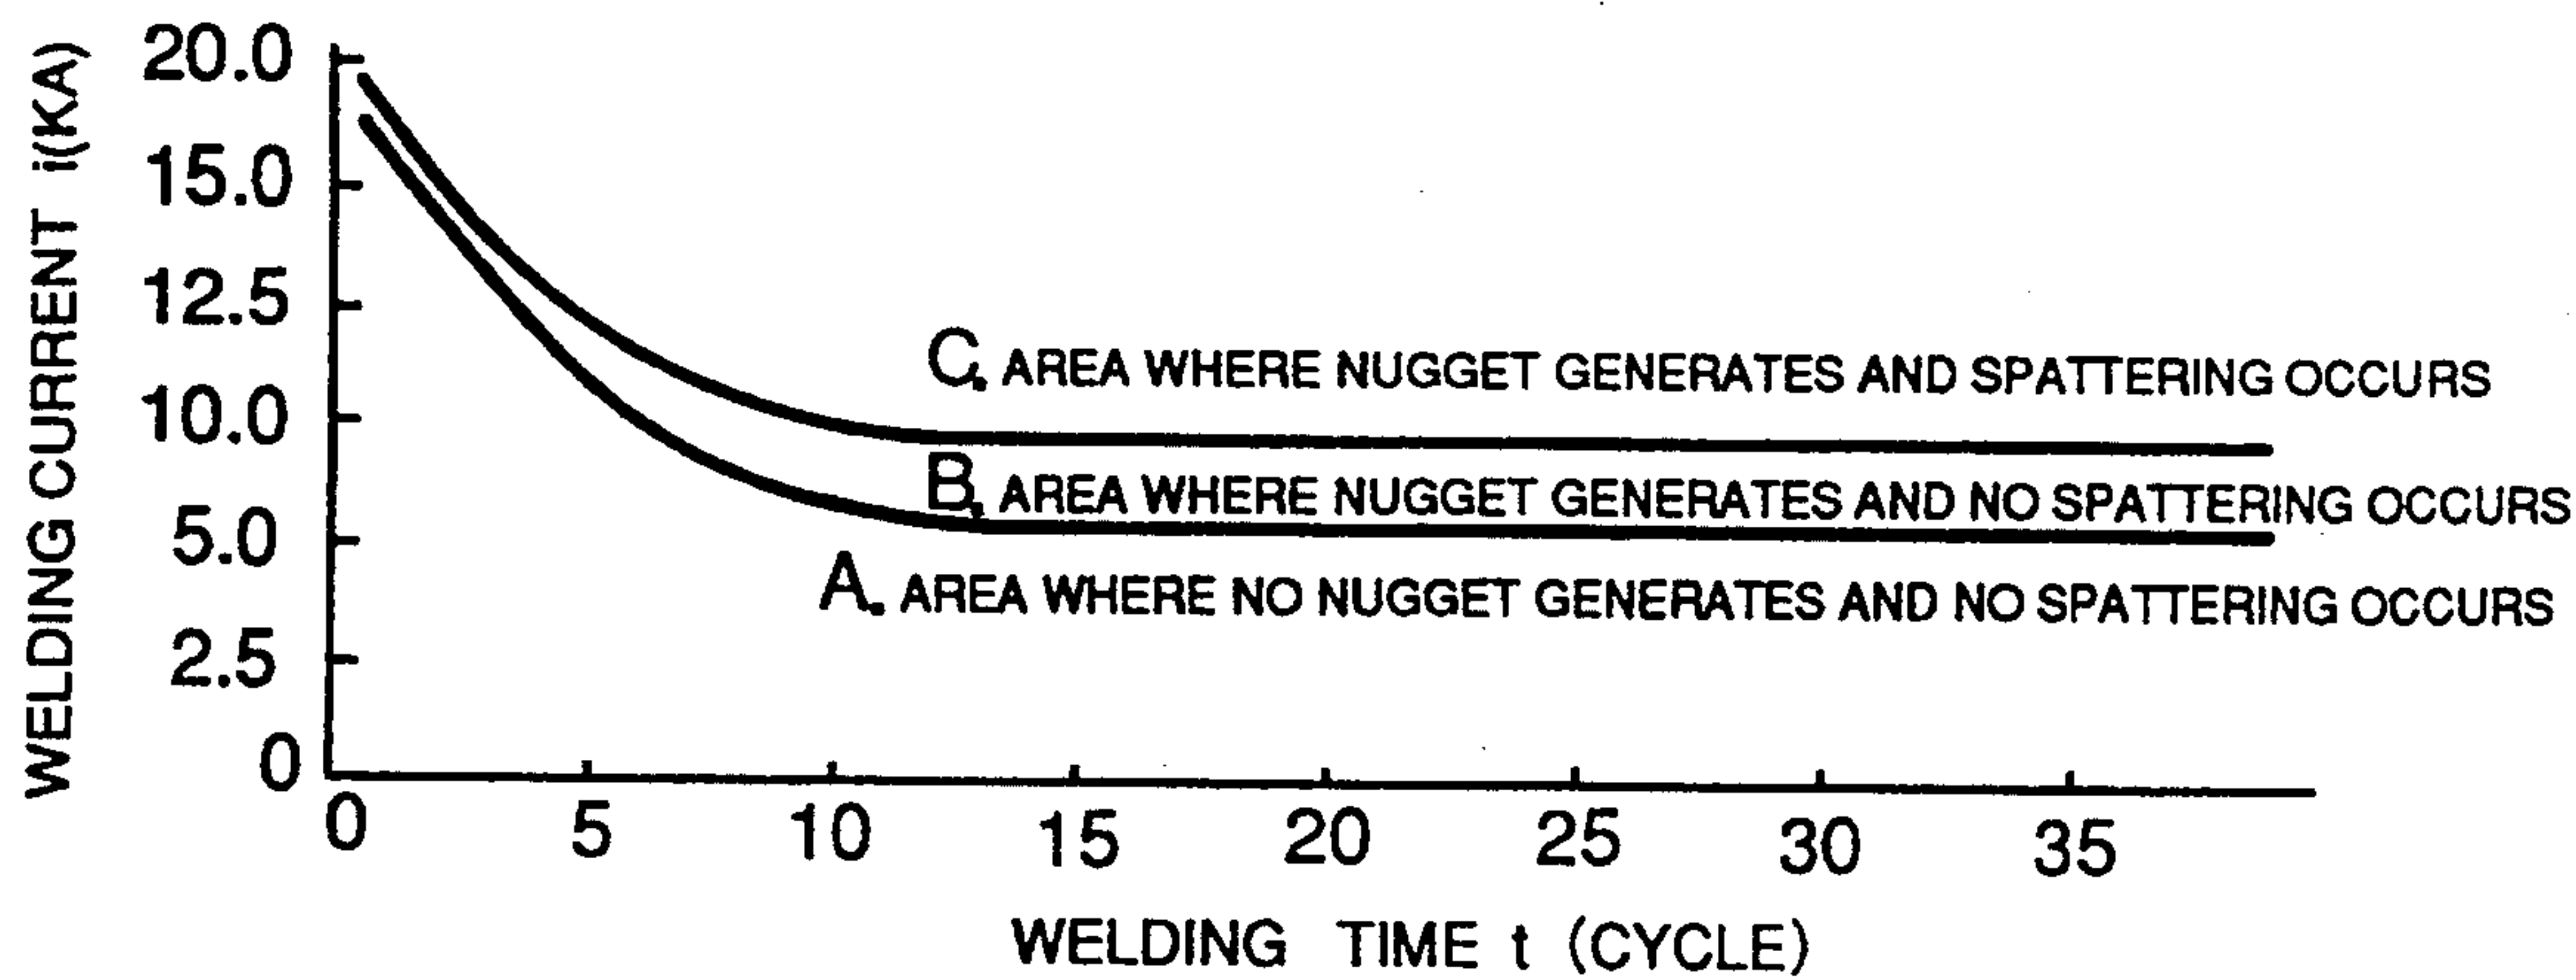 WELDING CURRENT i(KA)
20.0
15.0
12.5
10.0
5.0
2.5
0
C. AREA WHERE NUGGET GENERATES AND SPATTERING OCCURS
B. AREA WHERE NUGGET GENERATES AND NO SPATTERING OCCURS
A. AREA WHERE NO NUGGET GENERATES AND NO SPATTERING OCCURS
0 5 10 15 20 25 30 35
WELDING TIME t (CYCLE)